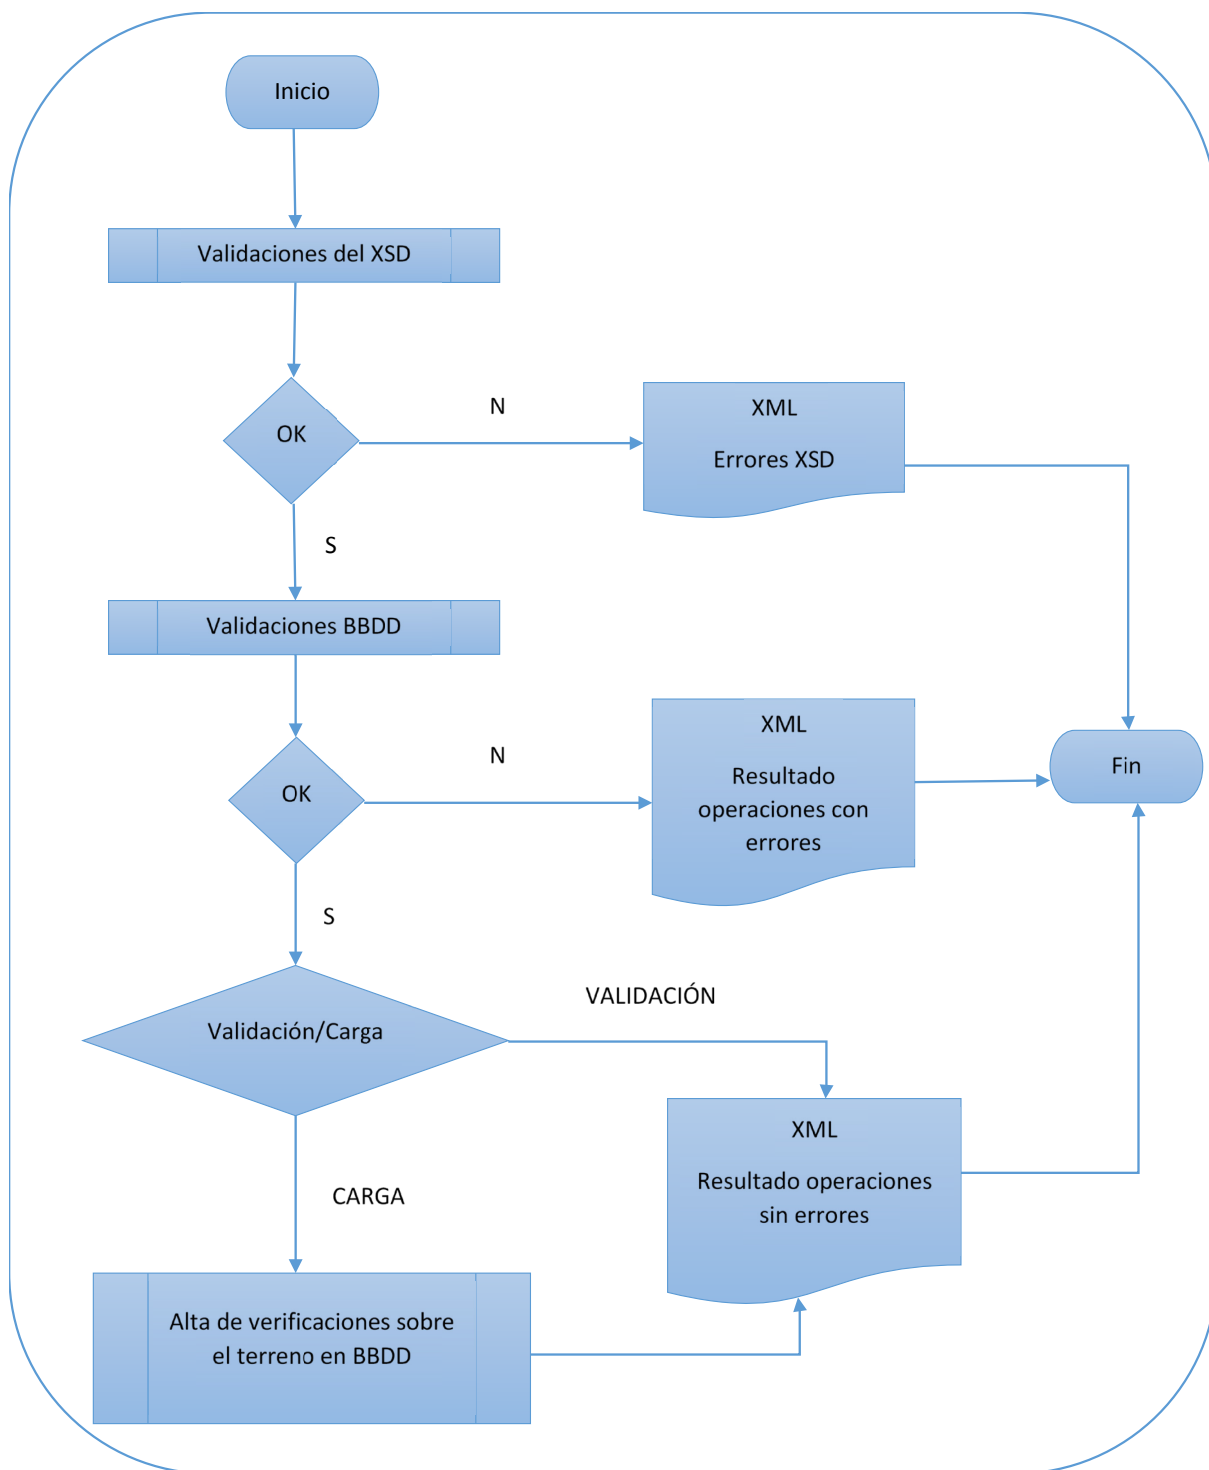 Inicio
Validaciones del XSD
OK
N
XML
Errores XSD
S
Validaciones BBDD
OK
N
XML
Resultado
operaciones con
errores
Fin
S
Validación/Carga
VALIDACIÓN
XML
Resultado operaciones
sin errores
CARGA
Alta de verificaciones sobre
el terreno en BBDD